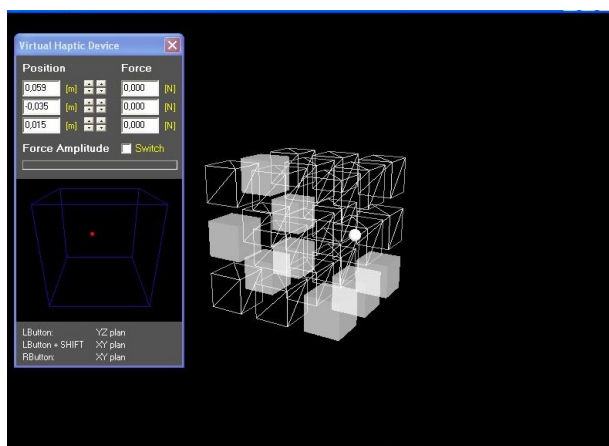 Virtual Haptic Device
Position Force
0,059 [m] 0,000 [N]
-0,035 [m] 0,000 [N]
0,015 [m] 0,000 [N]
Force Amplitude Switch
LButton: YZ plan
LButton + SHIFT XY plan
RButton: XY plan